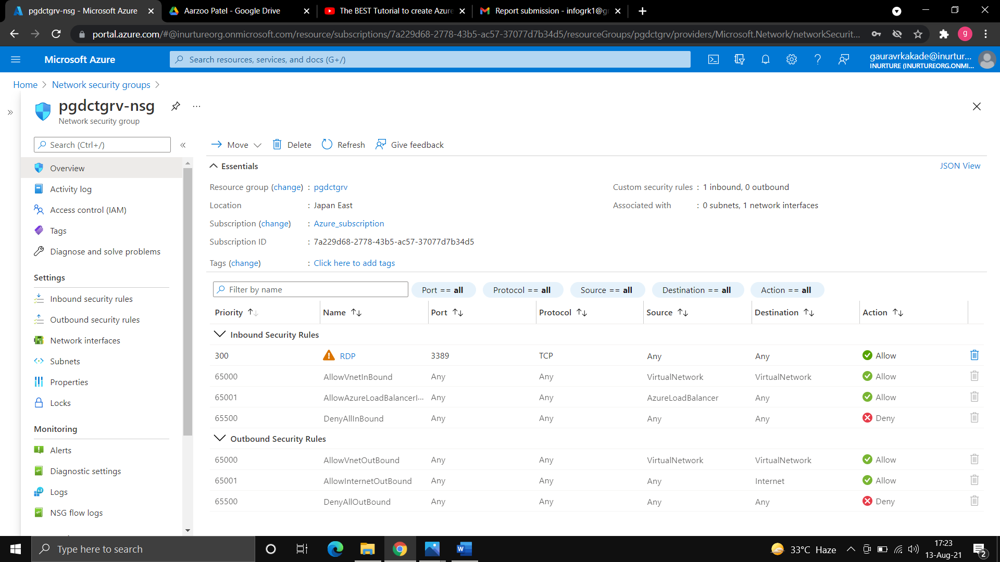 pgdctgrv-nsg - Microsoft Azure
Aarzoo Patel - Google Drive
The BEST Tutorial to create Azure
Report submission - infogrk1@g
portal.azure.com/#@inurtureorg.onmicrosoft.com/resource/subscriptions/7a229d68-2778-43b5-ac57-37077d7b34d5/resourceGroups/pgdctgrv/providers/Microsoft.Network/networkSecurit...
g
Microsoft Azure
Search resources, services, and docs (G+/)
gauravrkakade@inurtur...
INURTURE (INURTUREORG.ONMI...
Home > Network security groups >
pgdctgrv-nsg
Network security group
Search (Ctrl+/)
Move
Delete
Refresh
Give feedback
Overview
Activity log
Access control (IAM)
Tags
Diagnose and solve problems
Settings
Inbound security rules
Outbound security rules
Network interfaces
Subnets
Properties
Locks
Monitoring
Alerts
Diagnostic settings
Logs
NSG flow logs
Essentials
JSON View
Resource group (change) : pgdctgrv
Location : Japan East
Subscription (change) : Azure_subscription
Subscription ID : 7a229d68-2778-43b5-ac57-37077d7b34d5
Tags (change) : Click here to add tags
Custom security rules : 1 inbound, 0 outbound
Associated with : 0 subnets, 1 network interfaces
Filter by name
Port == all
Protocol == all
Source == all
Destination == all
Action == all
Priority Name Port Protocol Source Destination Action
Inbound Security Rules
300 RDP 3389 TCP Any Any Allow
65000 AllowVnetInBound Any Any VirtualNetwork VirtualNetwork Allow
65001 AllowAzureLoadBalancerI... Any Any AzureLoadBalancer Any Allow
65500 DenyAllInBound Any Any Any Any Deny
Outbound Security Rules
65000 AllowVnetOutBound Any Any VirtualNetwork VirtualNetwork Allow
65001 AllowInternetOutBound Any Any Any Internet Allow
65500 DenyAllOutBound Any Any Any Any Deny
Type here to search
33°C Haze
17:23
13-Aug-21
2